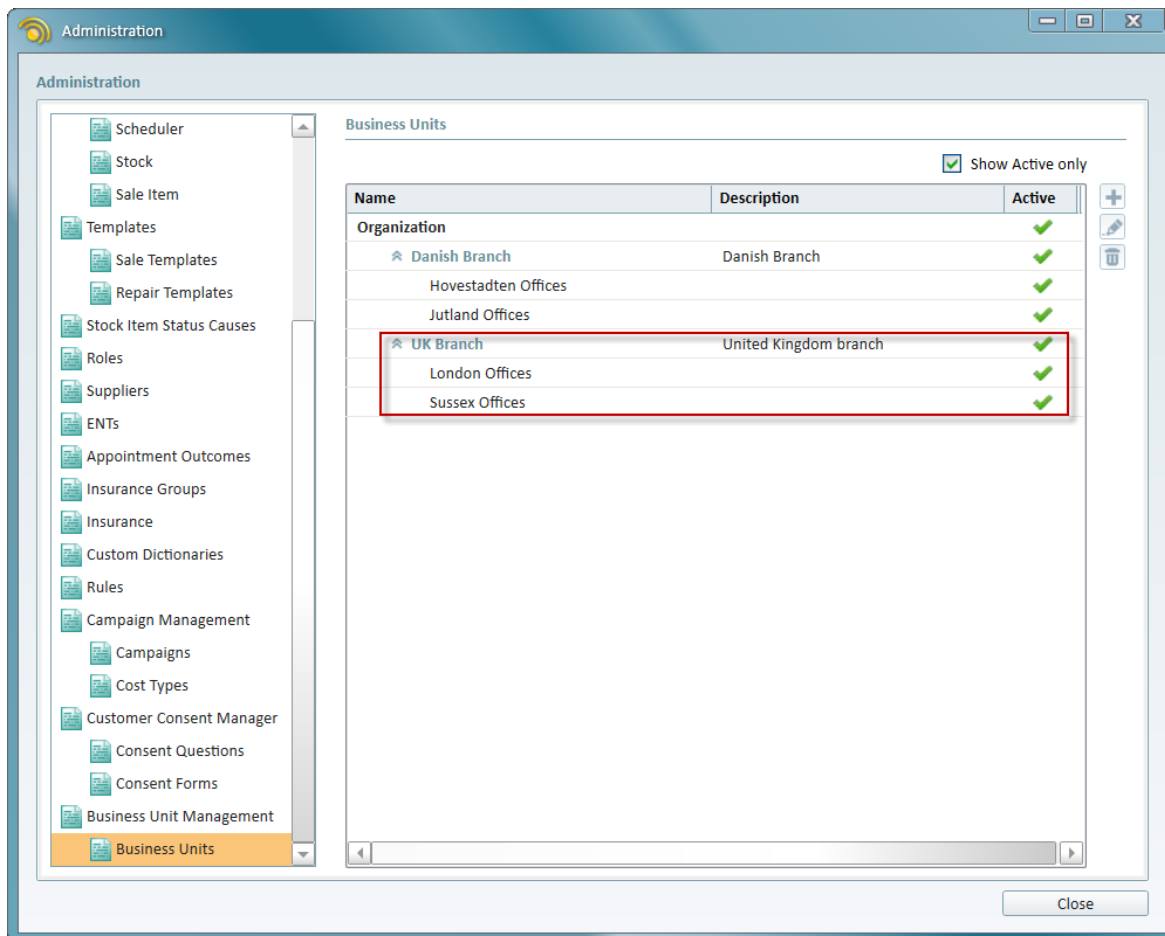 Administration
Administration
Scheduler
Stock
Sale Item
Templates
Sale Templates
Repair Templates
Stock Item Status Causes
Roles
Suppliers
ENTs
Appointment Outcomes
Insurance Groups
Insurance
Custom Dictionaries
Rules
Campaign Management
Campaigns
Cost Types
Customer Consent Manager
Consent Questions
Consent Forms
Business Unit Management
Business Units
Business Units
Show Active only
Name Description Active
Organization
Danish Branch Danish Branch
Hovestadten Offices
Jutland Offices
UK Branch United Kingdom branch
London Offices
Sussex Offices
Close